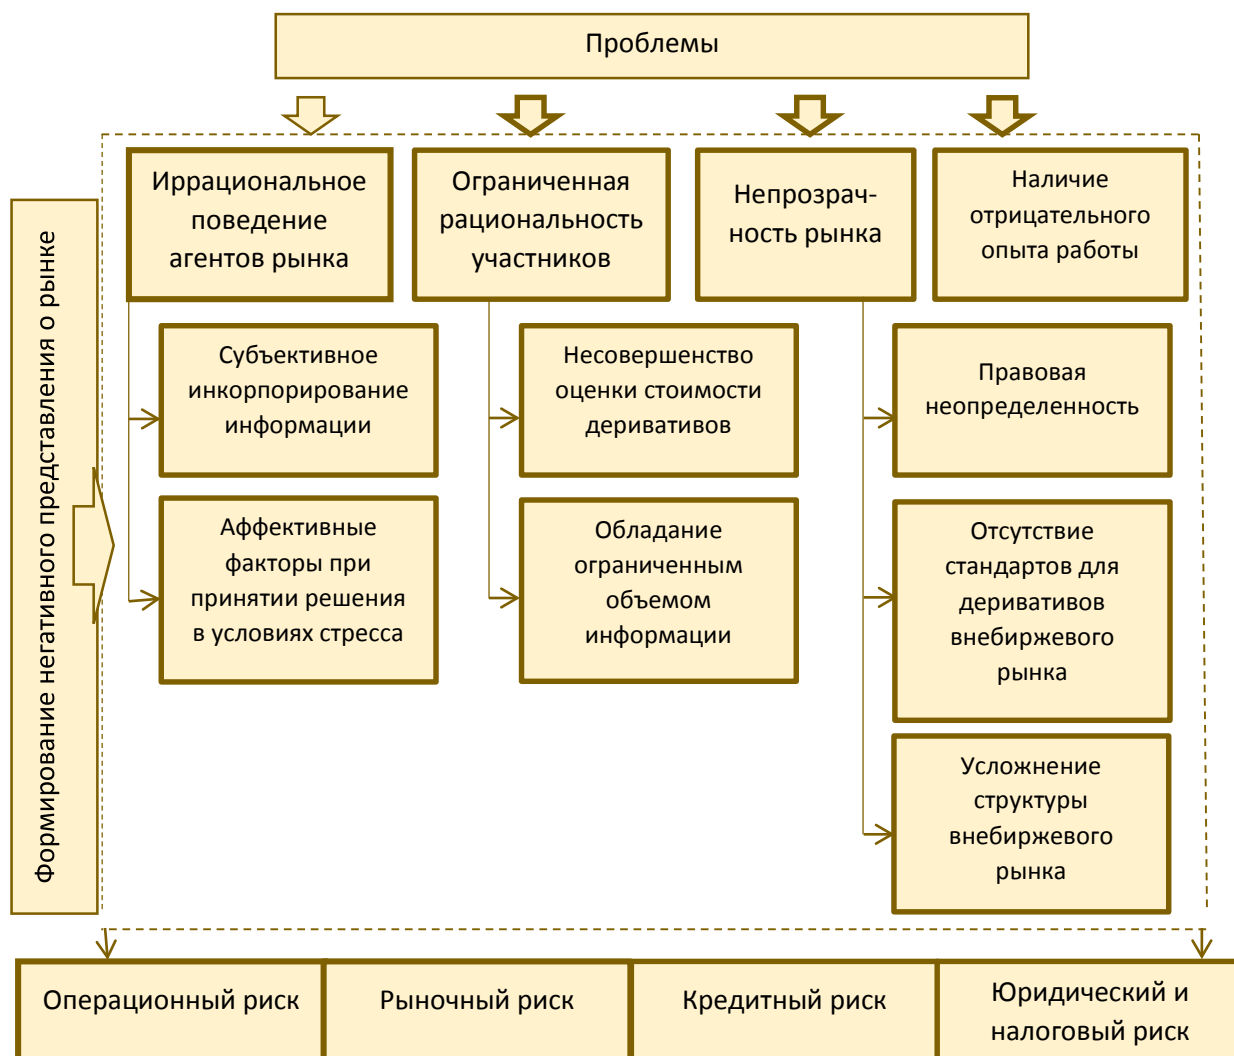 Проблемы
Иррациональное
поведение
агентов рынка
Ограниченная
рациональность
участников
Непрозрач-
ность рынка
Наличие
отрицательного
опыта работы
Формирование негативного представления о рынке
Субъективное
инкорпорирование
информации
Несовершенство
оценки стоимости
деривативов
Правовая
неопределенность
Аффективные
факторы при
принятии решения
в условиях стресса
Обладание
ограниченным
объемом
информации
Отсутствие
стандартов для
деривативов
внебиржевого
рынка
Усложнение
структуры
внебиржевого
рынка
Операционный риск
Рыночный риск
Кредитный риск
Юридический и
налоговый риск